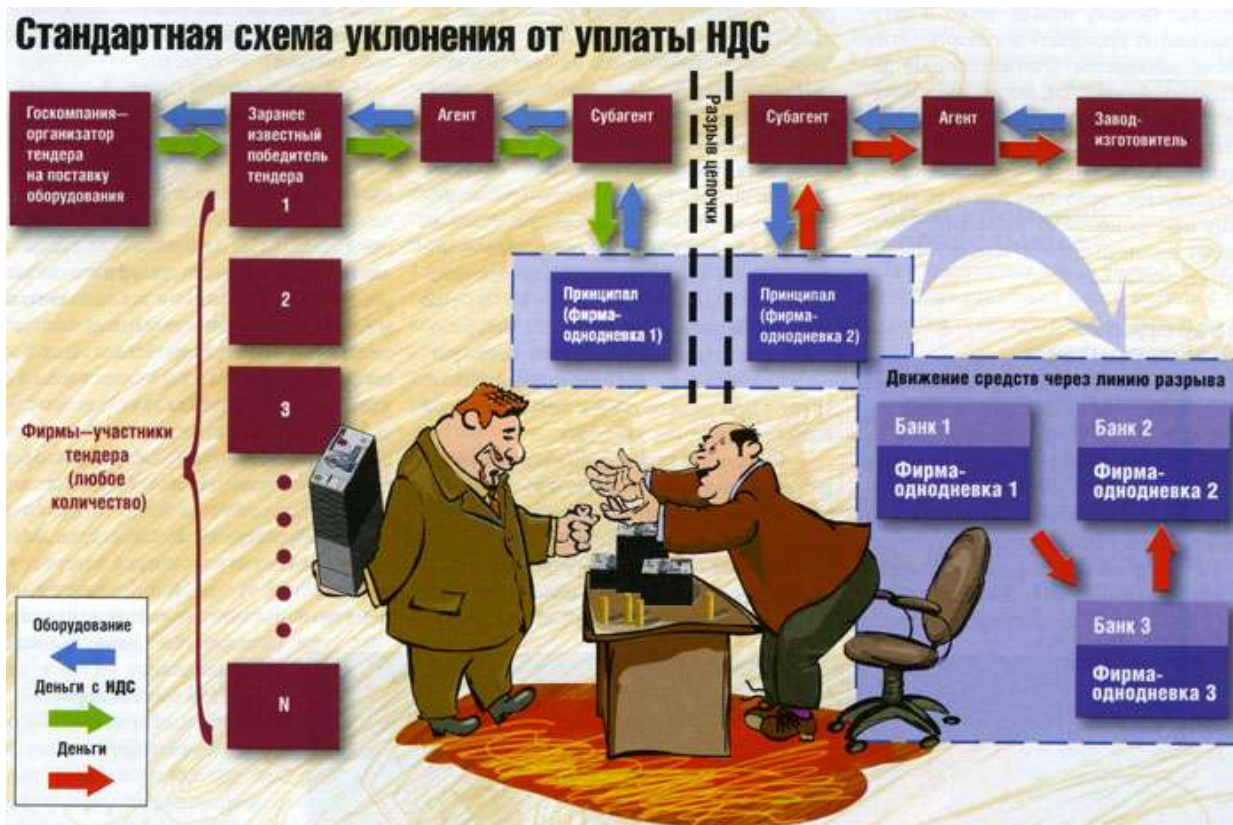 Стандартная схема уклонения от уплаты НДС
Госкомпания—
организатор
тендера
на поставку
оборудования
Заранее
известный
победитель
тендера
1
Агент
Субагент
Разрыв цепочки
Субагент
Агент
Завод-
изготовитель
2
3
N
Фирмы—участники
тендера
(любое
количество)
Принципал
(фирма-
однодневка 1)
Принципал
(фирма-
однодневка 2)
Движение средств через линию разрыва
Банк 1
Фирма-
однодневка 1
Банк 2
Фирма-
однодневка 2
Банк 3
Фирма-
однодневка 3
Оборудование
Деньги с НДС
Деньги